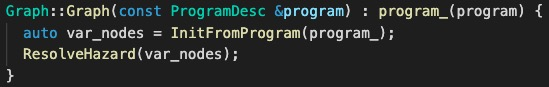 Graph::Graph(const ProgramDesc &program) : program_(program) {
  auto var_nodes = InitFromProgram(program_);
  ResolveHazard(var_nodes);
}